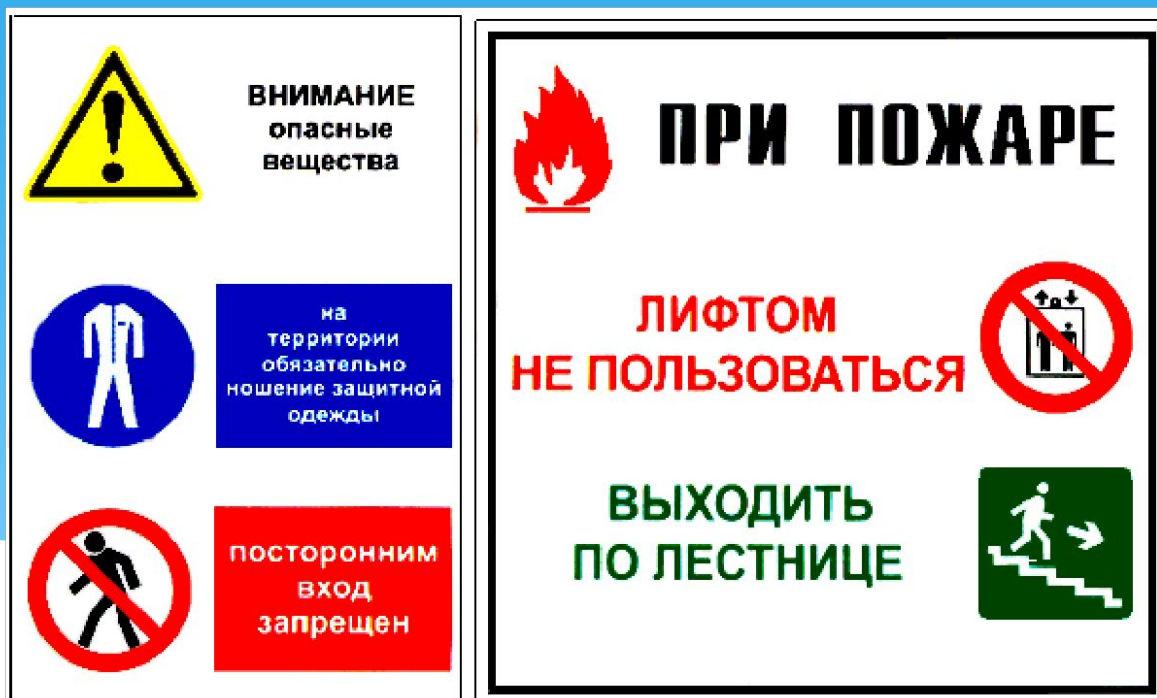 ВНИМАНИЕ
опасные
вещества
на
территории
обязательно
ношение защитной
одежды
посторонним
вход
запрещен
ПРИ ПОЖАРЕ
ЛИФТОМ
НЕ ПОЛЬЗОВАТЬСЯ
ВЫХОДИТЬ
ПО ЛЕСТНИЦЕ